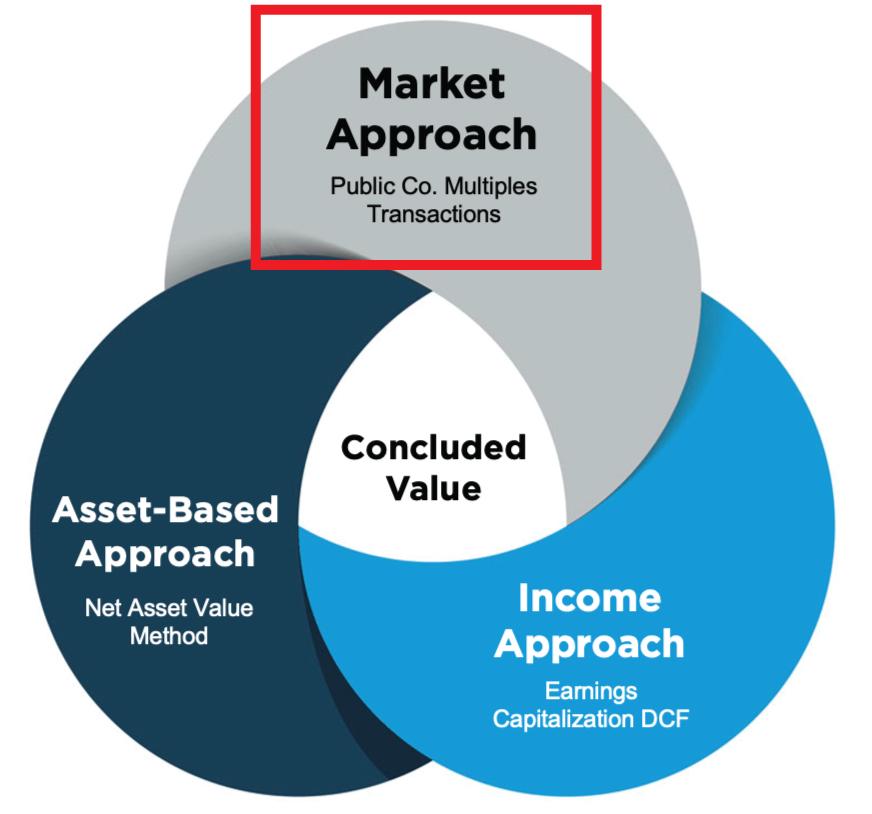 Market
Approach
Public Co. Multiples
Transactions
Concluded
Value
Asset-Based
Approach
Net Asset Value
Method
Income
Approach
Earnings
Capitalization DCF